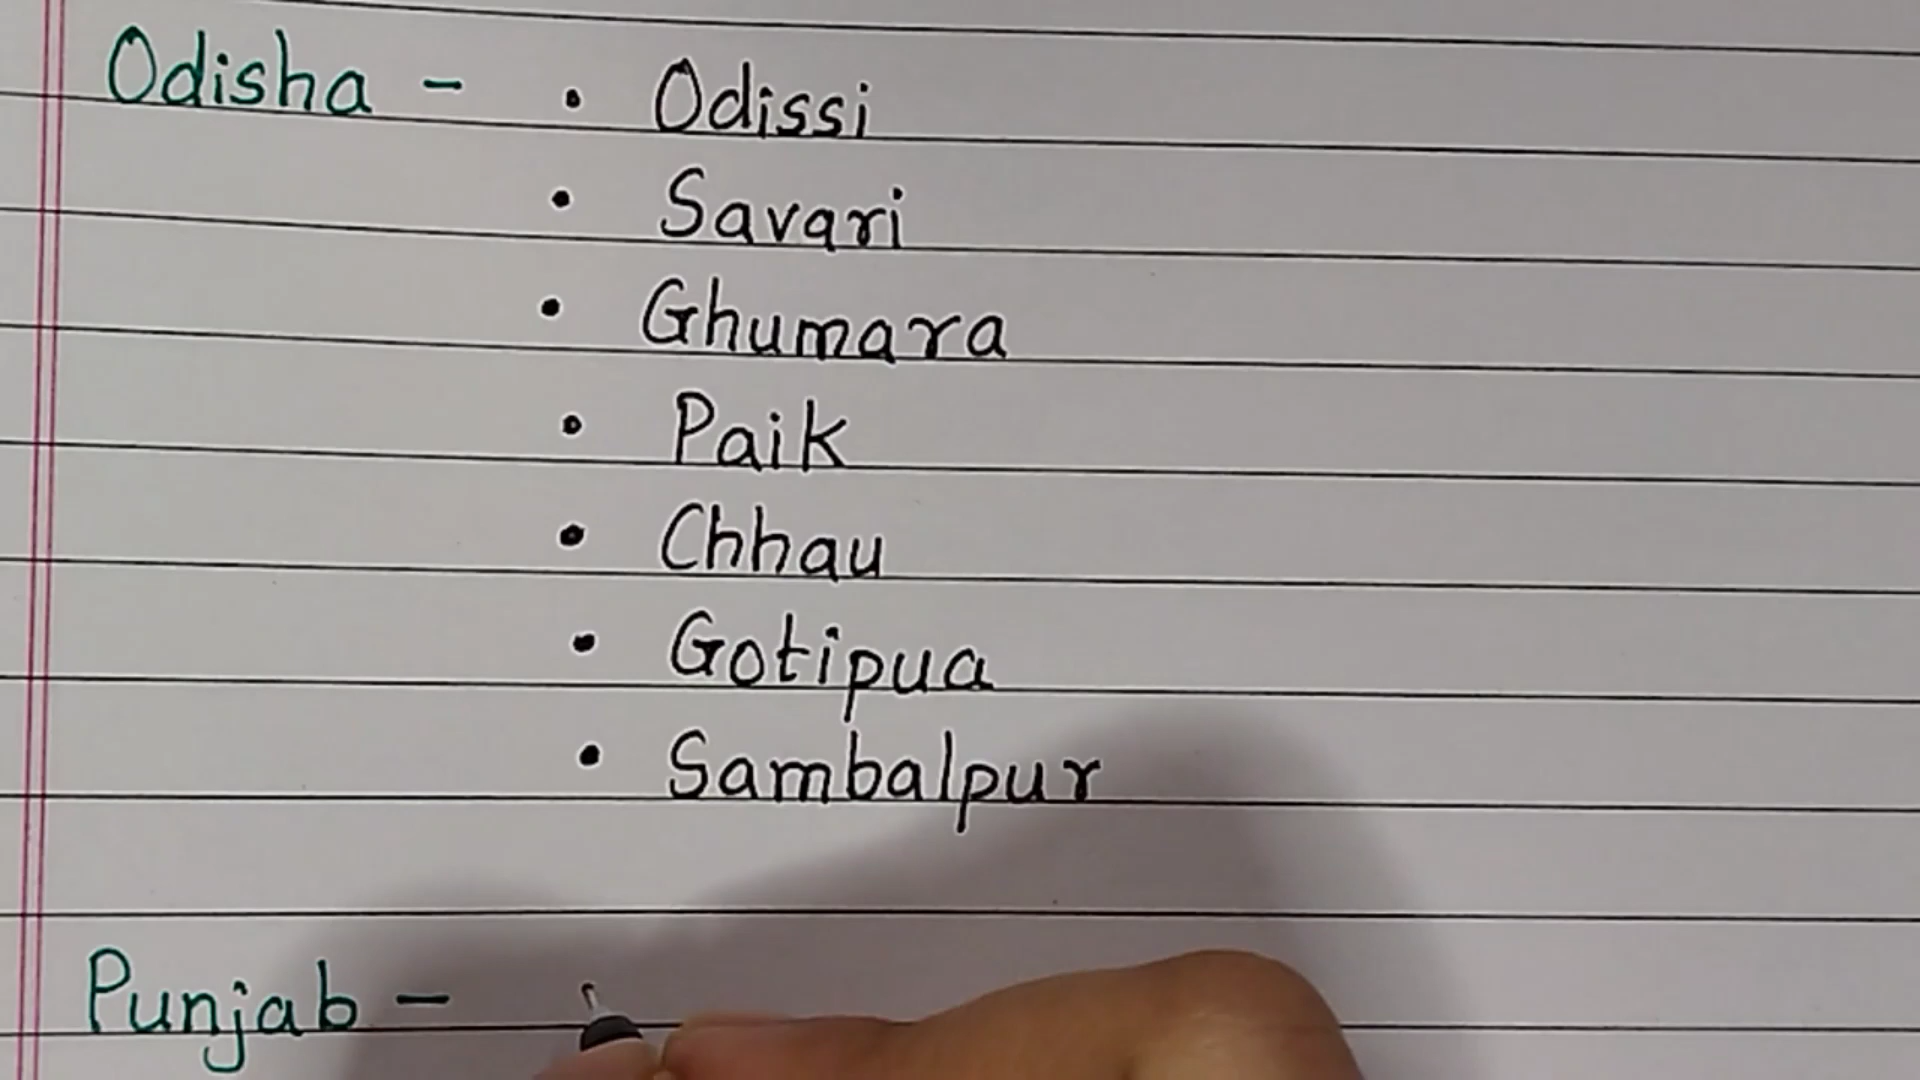 Odisha - • Odissi
• Savari
• Ghumara
• Paik
• Chhau
• Gotipua
• Sambalpur
Punjab -